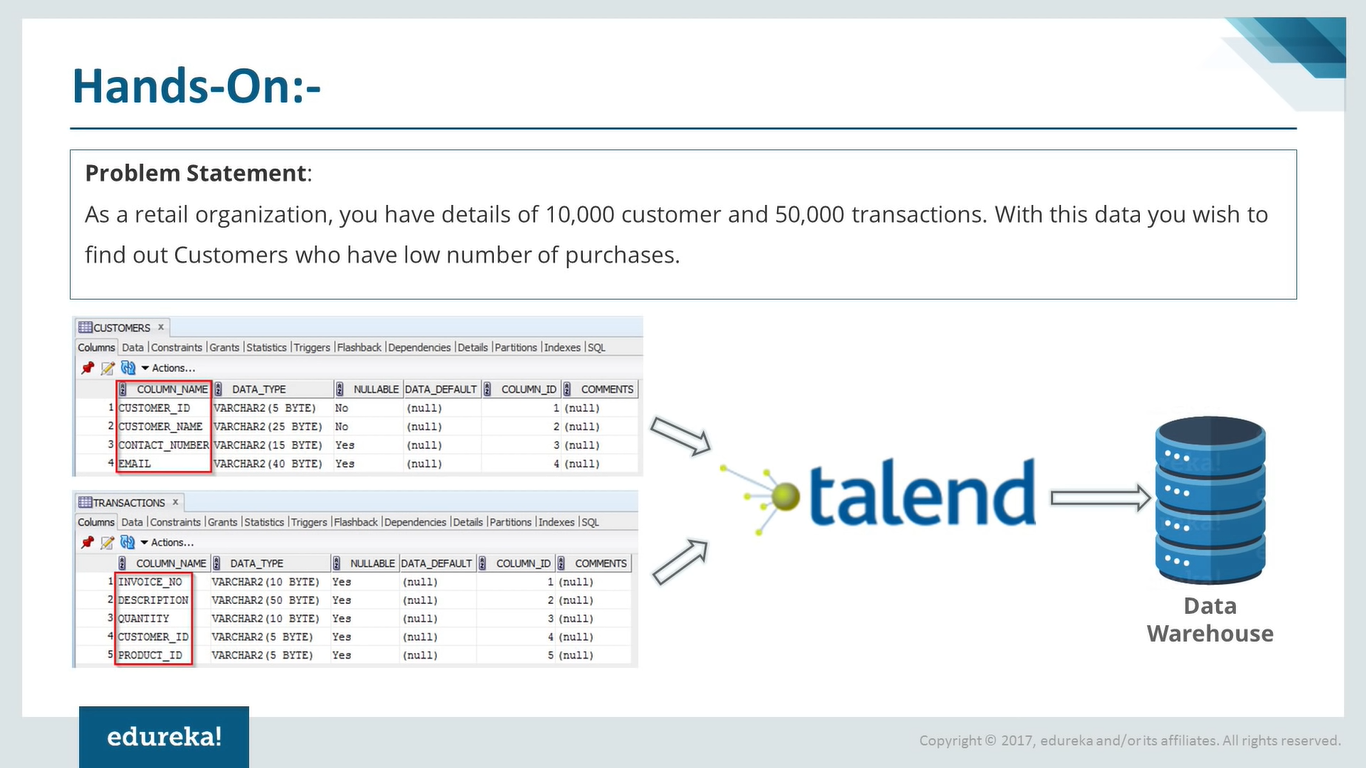 Hands-On:-
Problem Statement:
As a retail organization, you have details of 10,000 customer and 50,000 transactions. With this data you wish to
find out Customers who have low number of purchases.
CUSTOMERS x
Columns Data Constraints Grants Statistics Triggers Flashback Dependencies Details Partitions Indexes SQL
Actions...
COLUMN_NAME DATA_TYPE NULLABLE DATA_DEFAULT COLUMN_ID COMMENTS
1 CUSTOMER_ID VARCHAR2(5 BYTE) No (null) 1 (null)
2 CUSTOMER_NAME VARCHAR2(25 BYTE) No (null) 2 (null)
3 CONTACT_NUMBER VARCHAR2(15 BYTE) Yes (null) 3 (null)
4 EMAIL VARCHAR2(40 BYTE) Yes (null) 4 (null)
TRANSACTIONS x
Columns Data Constraints Grants Statistics Triggers Flashback Dependencies Details Partitions Indexes SQL
Actions...
COLUMN_NAME DATA_TYPE NULLABLE DATA_DEFAULT COLUMN_ID COMMENTS
1 INVOICE_NO VARCHAR2(10 BYTE) Yes (null) 1 (null)
2 DESCRIPTION VARCHAR2(50 BYTE) Yes (null) 2 (null)
3 QUANTITY VARCHAR2(10 BYTE) Yes (null) 3 (null)
4 CUSTOMER_ID VARCHAR2(5 BYTE) Yes (null) 4 (null)
5 PRODUCT_ID VARCHAR2(5 BYTE) Yes (null) 5 (null)
talend
Data
Warehouse
edureka!
Copyright © 2017, edureka and/or its affiliates. All rights reserved.